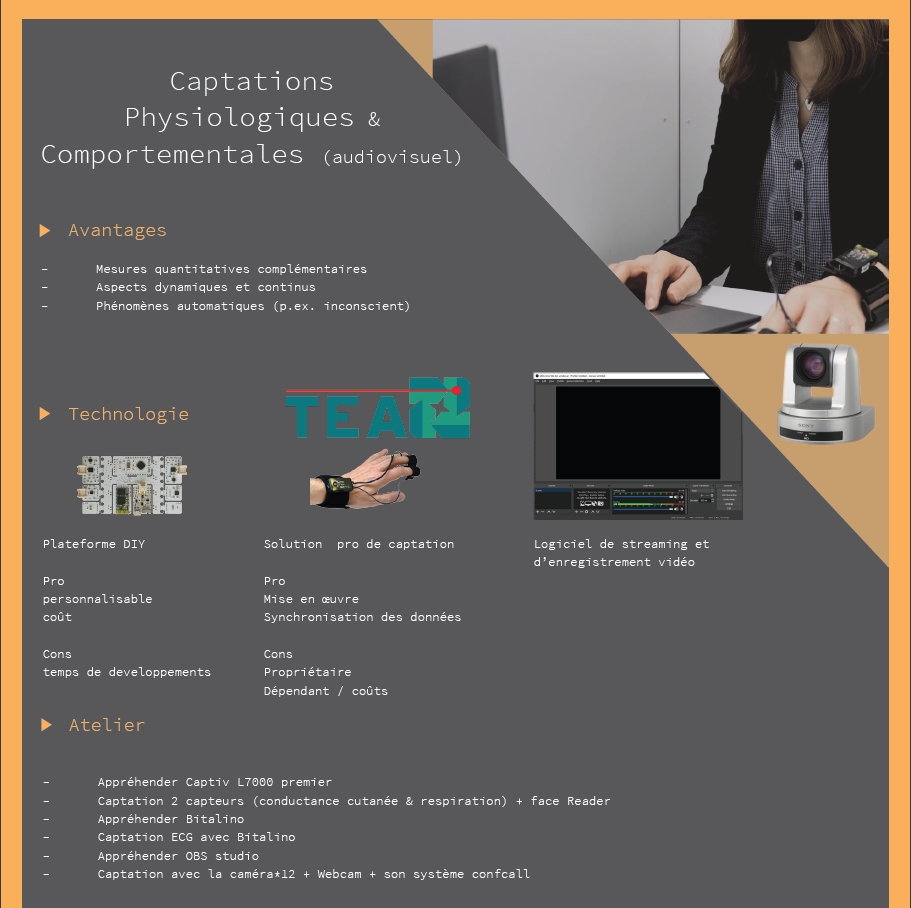 Captations
Physiologiques &
Comportementales (audiovisuel)
Avantages
- Mesures quantitatives complémentaires
- Aspects dynamiques et continus
- Phénomènes automatiques (p.ex. inconscient)
Technologie
TEA
SONY
Plateforme DIY
Pro
personnalisable
coût
Cons
temps de developpements
Solution pro de captation
Pro
Mise en œuvre
Synchronisation des données
Cons
Propriétaire
Dépendant / coûts
Logiciel de streaming et
d’enregistrement vidéo
Atelier
- Appréhender Captiv L7000 premier
- Captation 2 capteurs (conductance cutanée & respiration) + face Reader
- Appréhender Bitalino
- Captation ECG avec Bitalino
- Appréhender OBS studio
- Captation avec la caméra*12 + Webcam + son système confcall